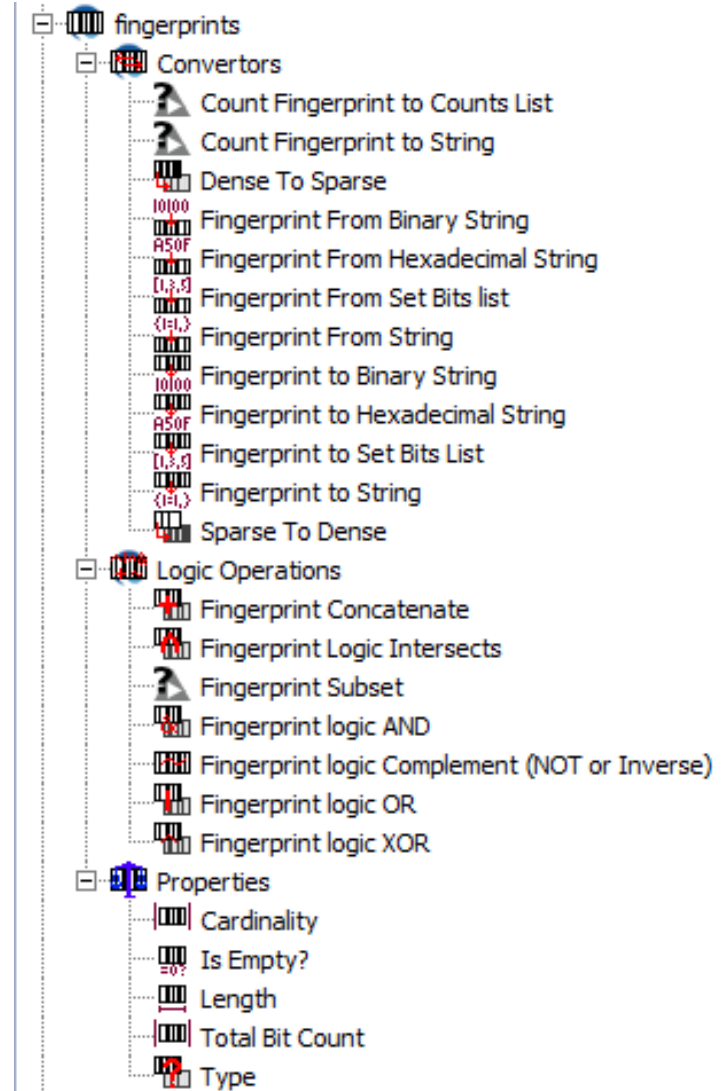 fingerprints
Convertors
Count Fingerprint to Counts List
Count Fingerprint to String
Dense To Sparse
Fingerprint From Binary String
Fingerprint From Hexadecimal String
Fingerprint From Set Bits list
Fingerprint From String
Fingerprint to Binary String
Fingerprint to Hexadecimal String
Fingerprint to Set Bits List
Fingerprint to String
Sparse To Dense
Logic Operations
Fingerprint Concatenate
Fingerprint Logic Intersects
Fingerprint Subset
Fingerprint logic AND
Fingerprint logic Complement (NOT or Inverse)
Fingerprint logic OR
Fingerprint logic XOR
Properties
Cardinality
Is Empty?
Length
Total Bit Count
Type